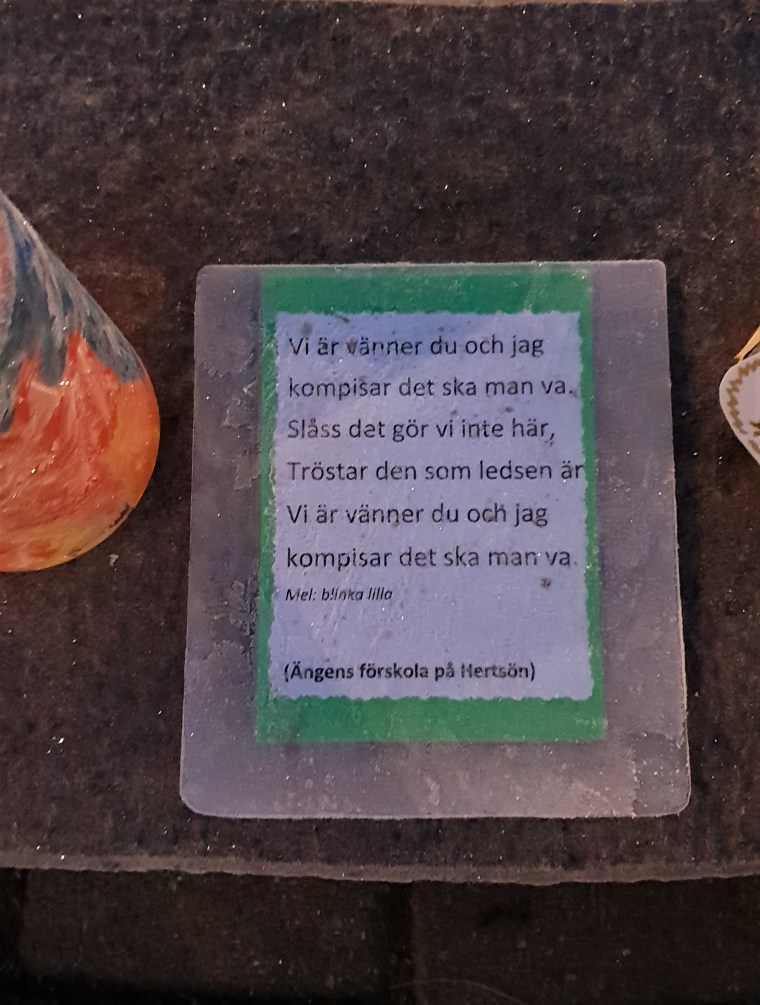 Vi är vänner du och jag
kompisar det ska man va.
Slåss det gör vi inte här,
Tröstar den som ledsen är
Vi är vänner du och jag
kompisar det ska man va.
Mel: blinka lilla
(Ängens förskola på Hertsön)